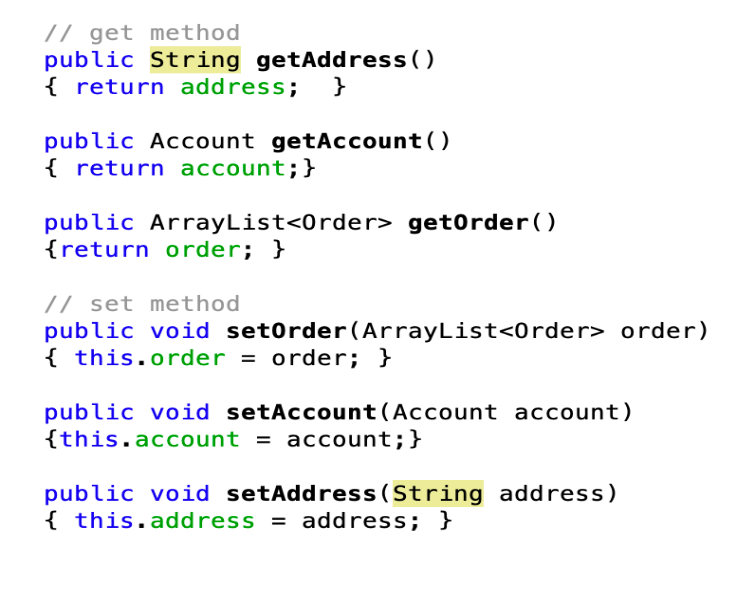 // get method
public String getAddress()
{ return address;  }
public Account getAccount()
{ return account;}
public ArrayList<Order> getOrder()
{return order; }
// set method
public void setOrder(ArrayList<Order> order)
{ this.order = order; }
public void setAccount(Account account)
{this.account = account;}
public void setAddress(String address)
{ this.address = address; }